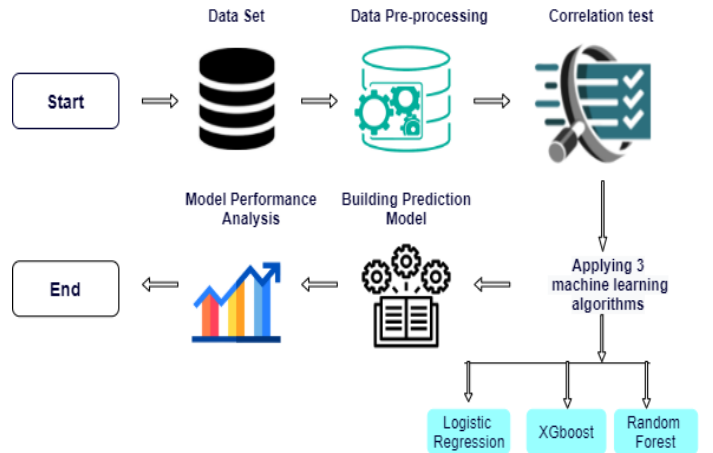 Data Set
Data Pre-processing
Correlation test
Start
Model Performance
Analysis
Building Prediction
Model
End
Applying 3
machine learning
algorithms
Logistic
Regression
XGboost
Random
Forest